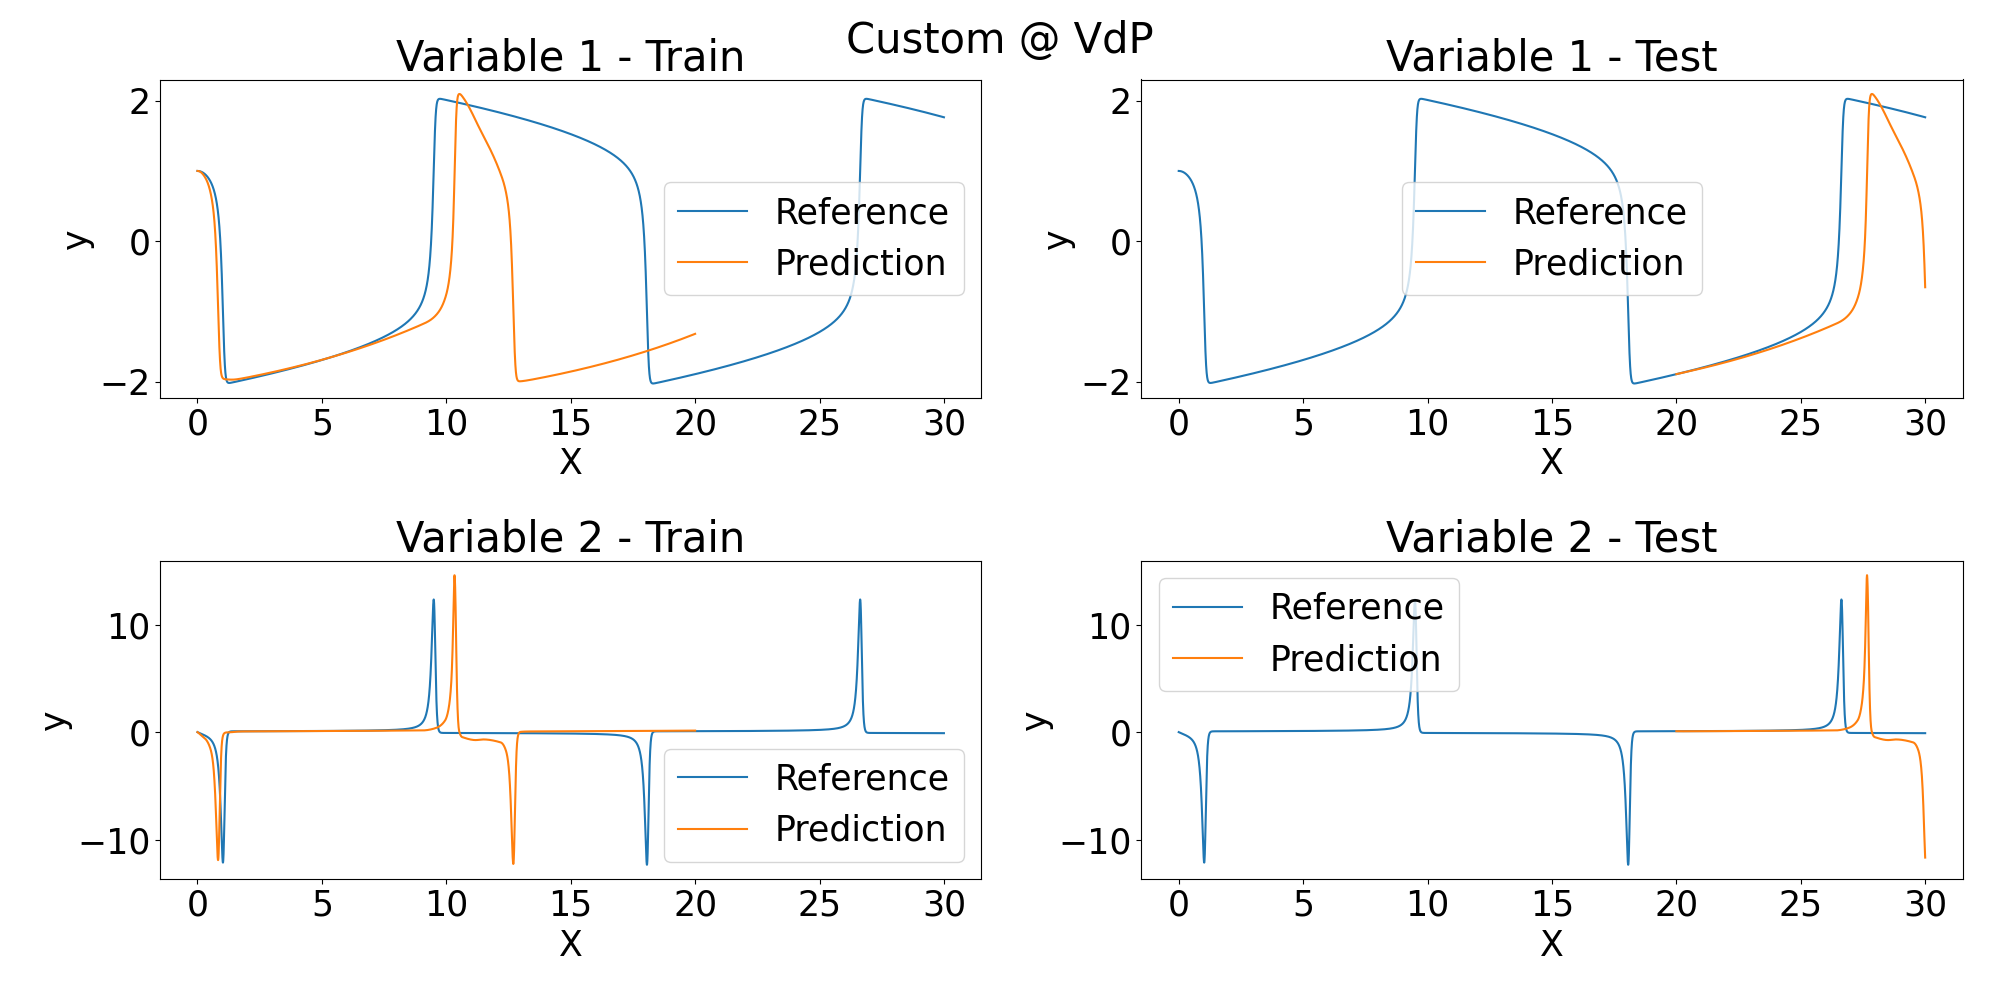 Custom @ VdP
Variable 1 - Train
2
0
−2
y
Reference
Prediction
0 5 10 15 20 25 30
X
Variable 1 - Test
2
0
−2
y
Reference
Prediction
0 5 10 15 20 25 30
X
Variable 2 - Train
10
0
−10
y
Reference
Prediction
0 5 10 15 20 25 30
X
Variable 2 - Test
10
0
−10
y
Reference
Prediction
0 5 10 15 20 25 30
X